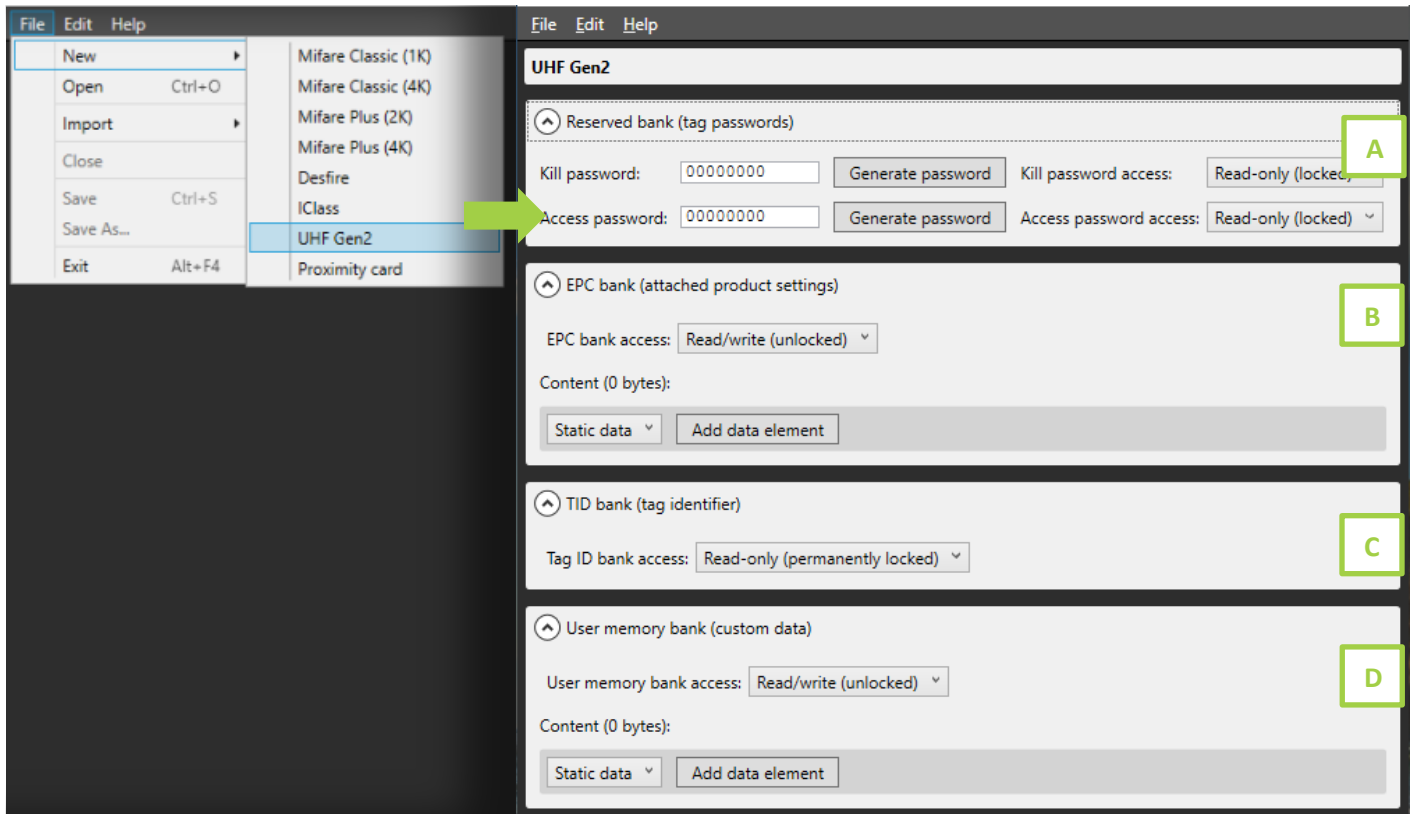 File Edit Help
New
Open Ctrl+O
Import
Close
Save Ctrl+S
Save As...
Exit Alt+F4
Mifare Classic (1K)
Mifare Classic (4K)
Mifare Plus (2K)
Mifare Plus (4K)
Desfire
IClass
UHF Gen2
Proximity card
File Edit Help
UHF Gen2
Reserved bank (tag passwords)
A
Kill password: 00000000 Generate password Kill password access: Read-only (locked)
Access password: 00000000 Generate password Access password access: Read-only (locked)
EPC bank (attached product settings)
B
EPC bank access: Read/write (unlocked)
Content (0 bytes):
Static data Add data element
TID bank (tag identifier)
C
Tag ID bank access: Read-only (permanently locked)
User memory bank (custom data)
D
User memory bank access: Read/write (unlocked)
Content (0 bytes):
Static data Add data element